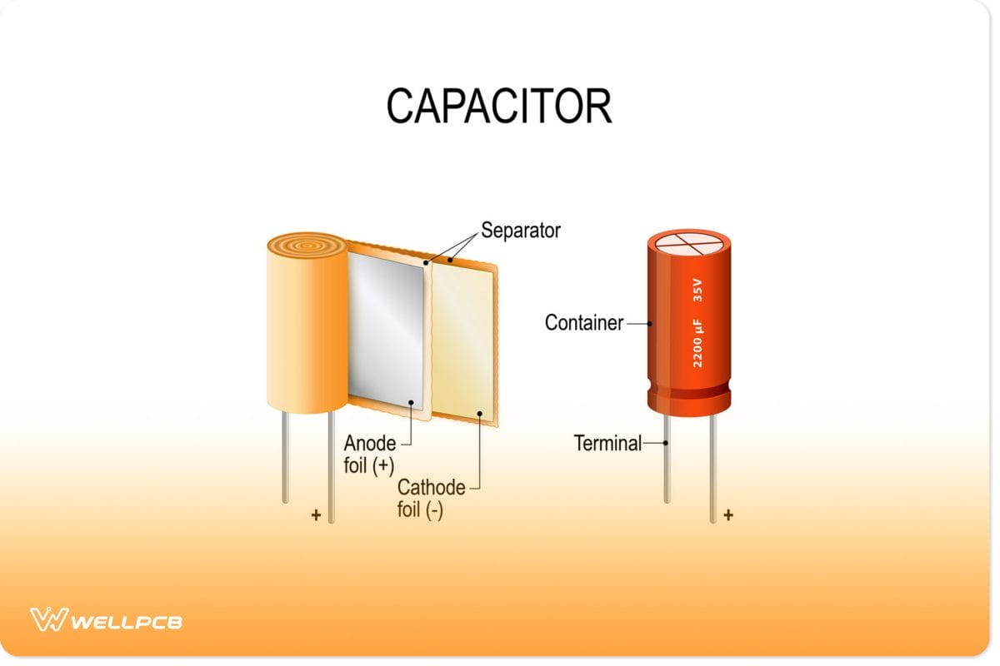 CAPACITOR
Separator
Container
35V
2200 µF
Anode
foil (+)
Terminal
Cathode
foil (-)
+
+
WELLPCB